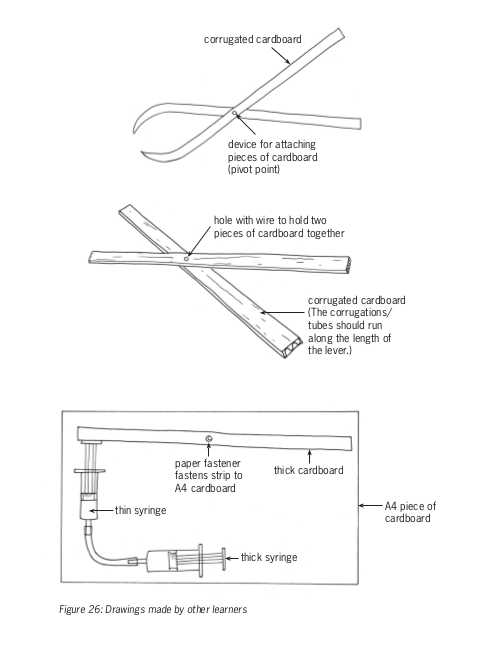 corrugated cardboard
device for attaching
pieces of cardboard
(pivot point)
hole with wire to hold two
pieces of cardboard together
corrugated cardboard
(The corrugations/
tubes should run
along the length of
the lever.)
paper fastener
fastens strip to
A4 cardboard
thick cardboard
A4 piece of
cardboard
thin syringe
thick syringe
Figure 26: Drawings made by other learners